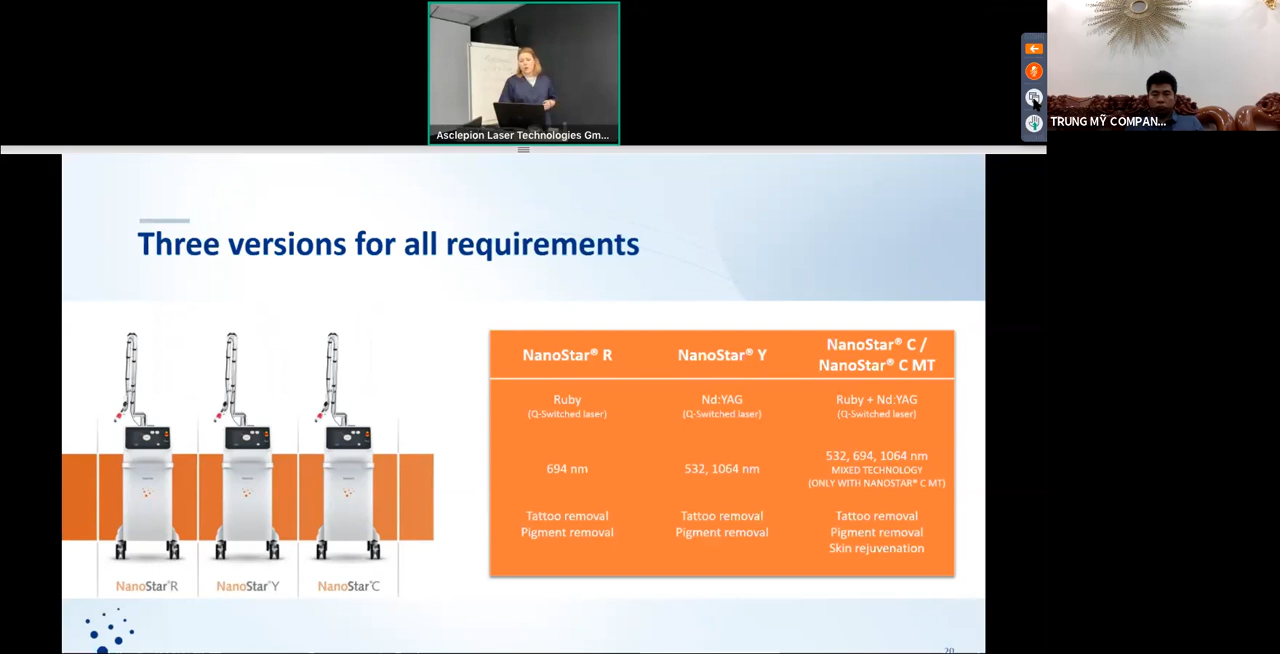 Asclepion Laser Technologies Gm...
TRUNG MỸ COMPAN...
Three versions for all requirements
NanoStar® R
NanoStar® Y
NanoStar® C /
NanoStar® C MT
Ruby
(Q-Switched laser)
Nd:YAG
(Q-Switched laser)
Ruby + Nd:YAG
(Q-Switched laser)
694 nm
532, 1064 nm
532, 694, 1064 nm
MIXED TECHNOLOGY
(ONLY WITH NANOSTAR® C MT)
Tattoo removal
Pigment removal
Tattoo removal
Pigment removal
Tattoo removal
Pigment removal
Skin rejuvenation
NanoStar®R
NanoStar®Y
NanoStar®C
20